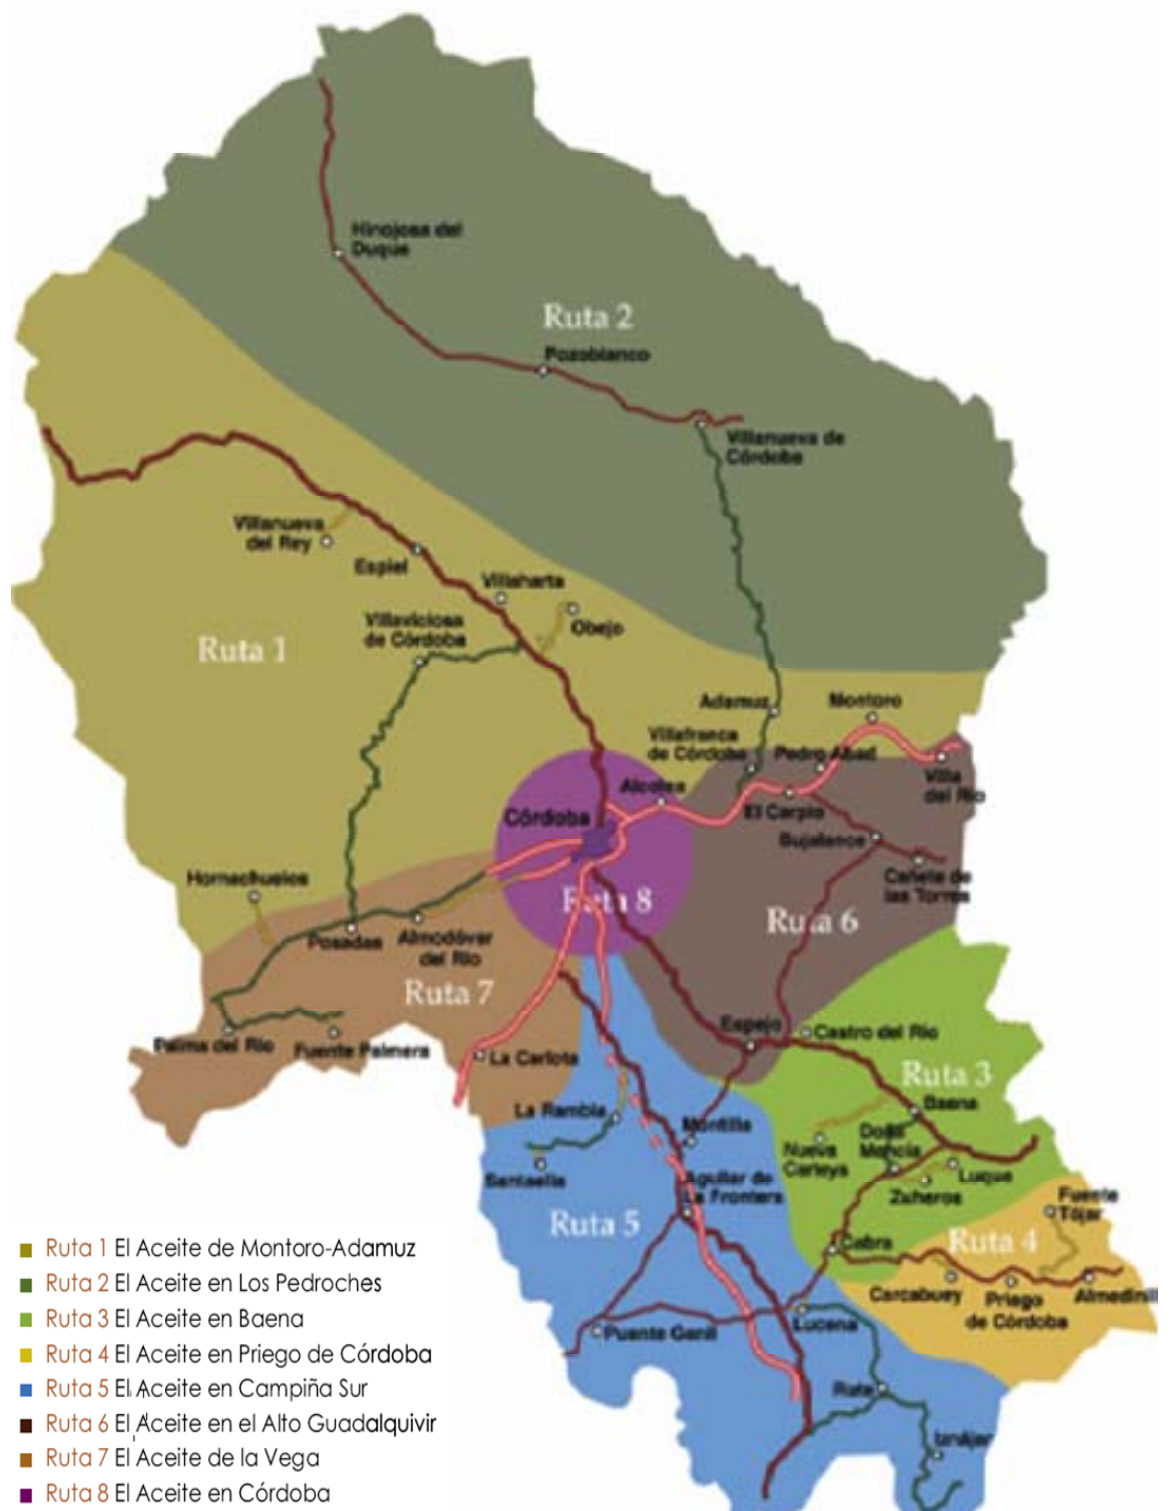 Hinojosa del
Duque
Ruta 2
Pozoblanco
Villanueva de
Córdoba
Villanueva
del Rey
Espiel
Villaharta
Obejo
Villaviciosa
de Córdoba
Ruta 1
Adamuz
Montoro
Villafranca
de Córdoba
Pedro Abad
Villa
del Río
Alcolea
El Carpio
Córdoba
Bujalance
Cañete de
las Torres
Hornachuelos
Ruta 8
Ruta 6
Posadas
Almodóvar
del Río
Ruta 7
Palma del Río
Fuente Palmera
Espejo
Castro del Río
La Carlota
Ruta 3
Baena
La Rambla
Montilla
Nueva
Carteya
Doña
Mencía
Luque
Zuheros
Santaella
Aguilar de
La Frontera
Fuente
Tójar
Ruta 5
Cabra
Ruta 4
Carcabuey
Priego
de Córdoba
Almedinill
Puente Genil
Lucena
Rute
Iznájar
Ruta 1 El Aceite de Montoro-Adamuz
Ruta 2 El Aceite en Los Pedroches
Ruta 3 El Aceite en Baena
Ruta 4 El Aceite en Priego de Córdoba
Ruta 5 El Aceite en Campiña Sur
Ruta 6 El Aceite en el Alto Guadalquivir
Ruta 7 El Aceite de la Vega
Ruta 8 El Aceite en Córdoba